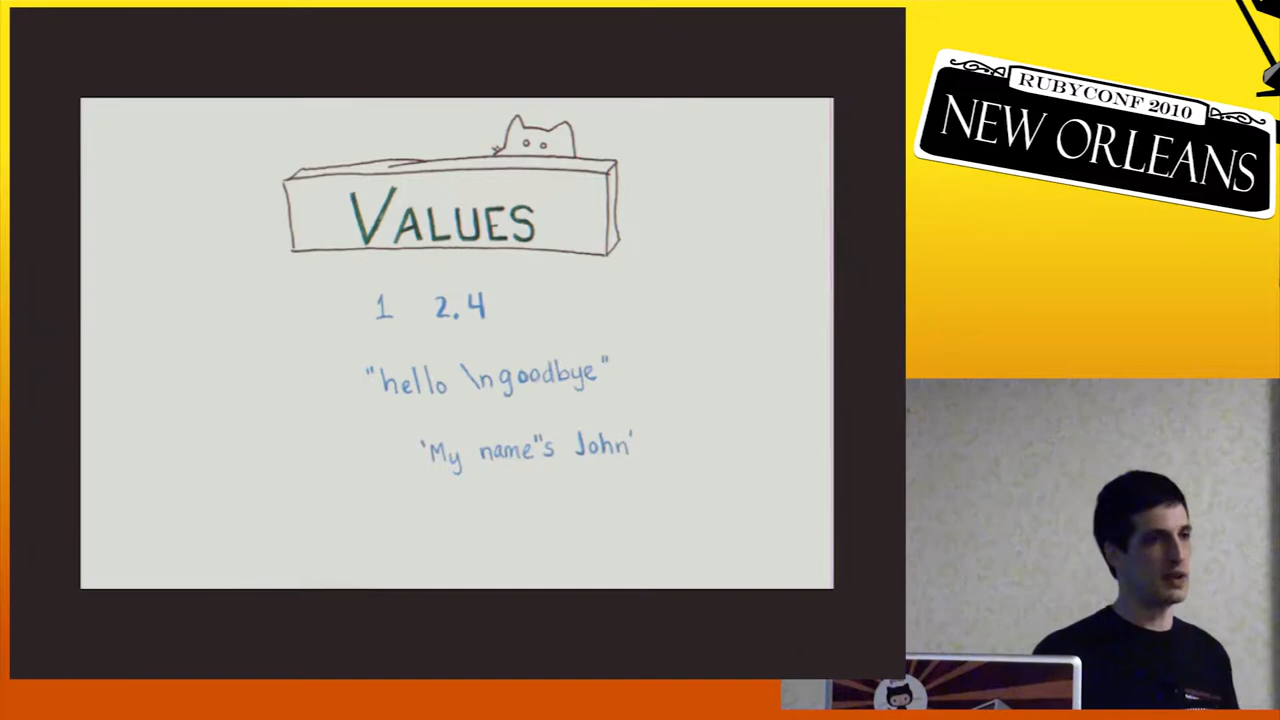 VALUES
1 2.4
"hello \ngoodbye"
'My name''s John'
RUBYCONF 2010
NEW ORLEANS